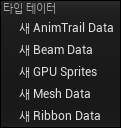 타입 데이터
새 AnimTrail Data
새 Beam Data
새 GPU Sprites
새 Mesh Data
새 Ribbon Data